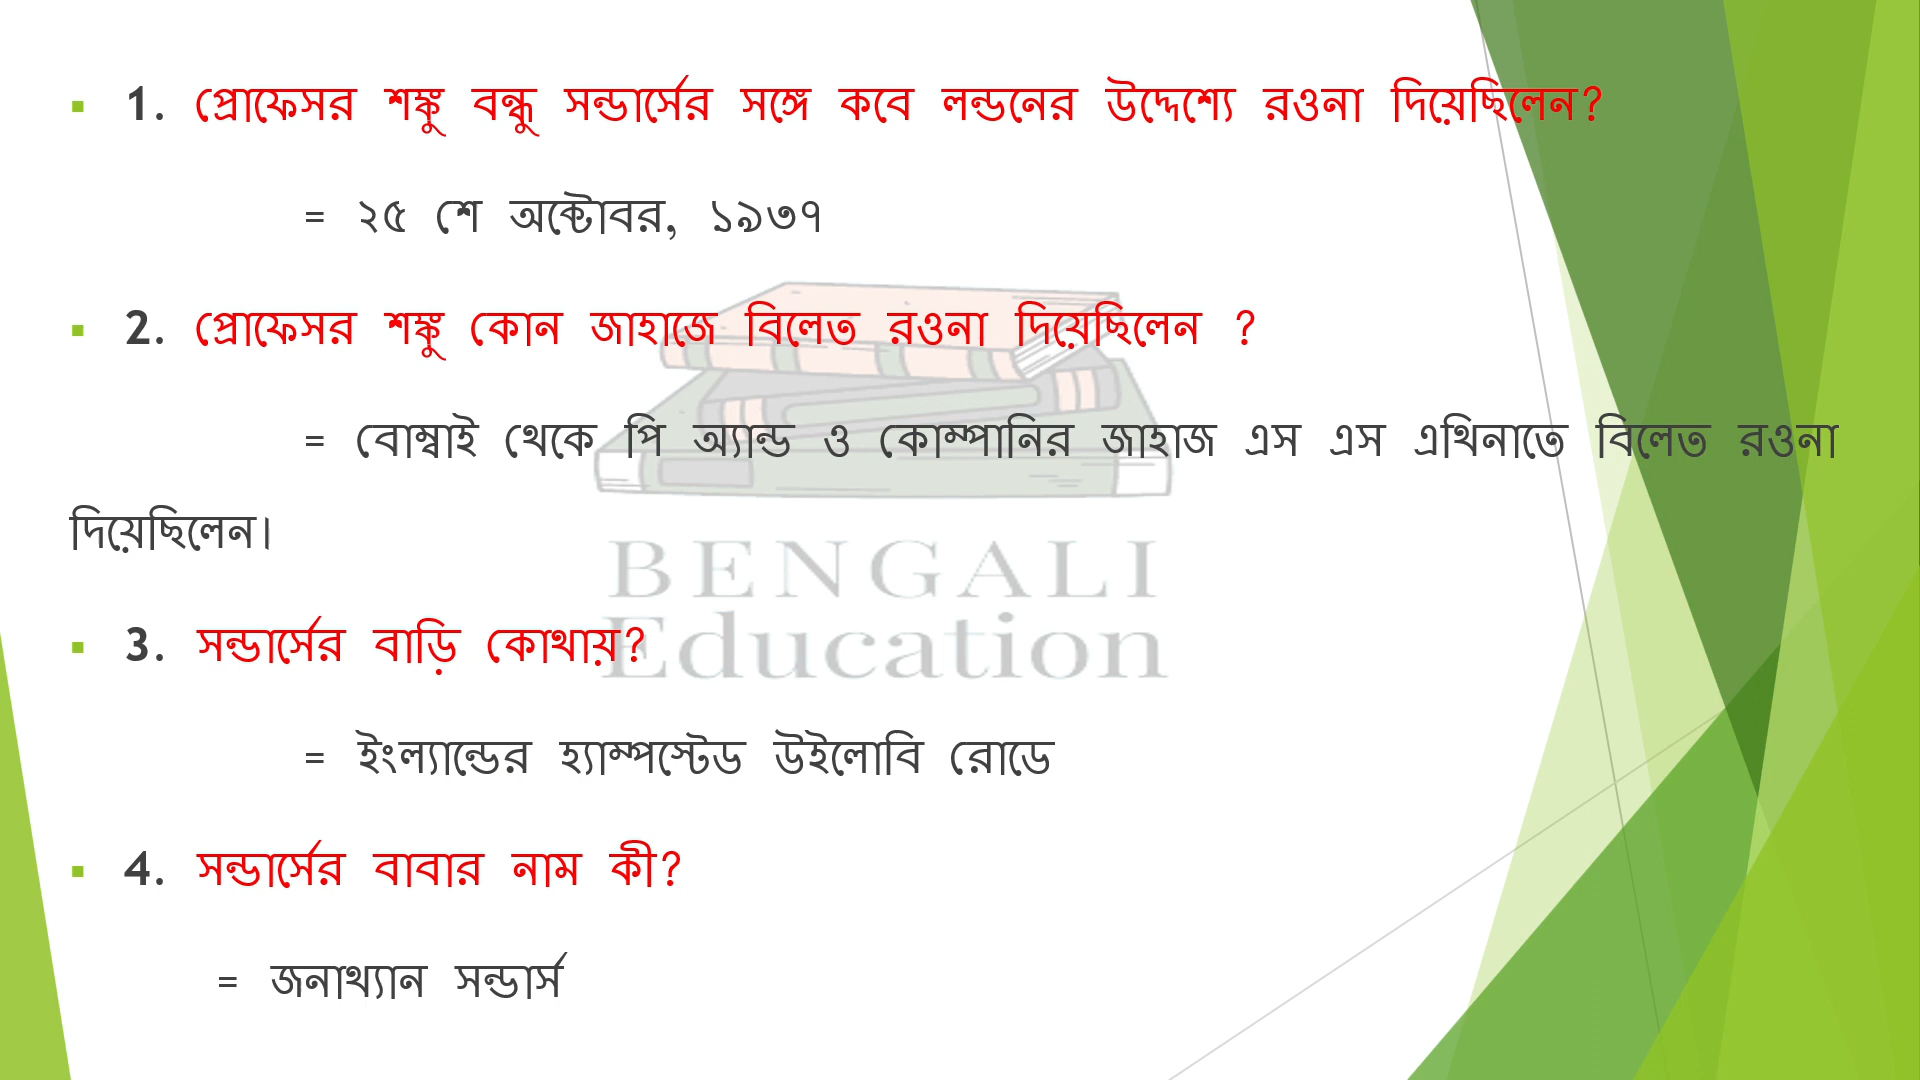 1. প্রোফেসর শঙ্কু বন্ধু সন্ডার্সের সঙ্গে কবে লন্ডনের উদ্দেশ্যে রওনা দিয়েছিলেন?
= ২৫ শে অক্টোবর, ১৯৩৭
2. প্রোফেসর শঙ্কু কোন জাহাজে বিলেত রওনা দিয়েছিলেন ?
= বোম্বাই থেকে পি অ্যান্ড ও কোম্পানির জাহাজ এস এস এথিনাতে বিলেত রওনা
দিয়েছিলেন।
BENGALI
Education
3. সন্ডার্সের বাড়ি কোথায়?
= ইংল্যান্ডের হ্যাম্পস্টেড উইলোবি রোডে
4. সন্ডার্সের বাবার নাম কী?
= জনাথ্যান সন্ডার্স